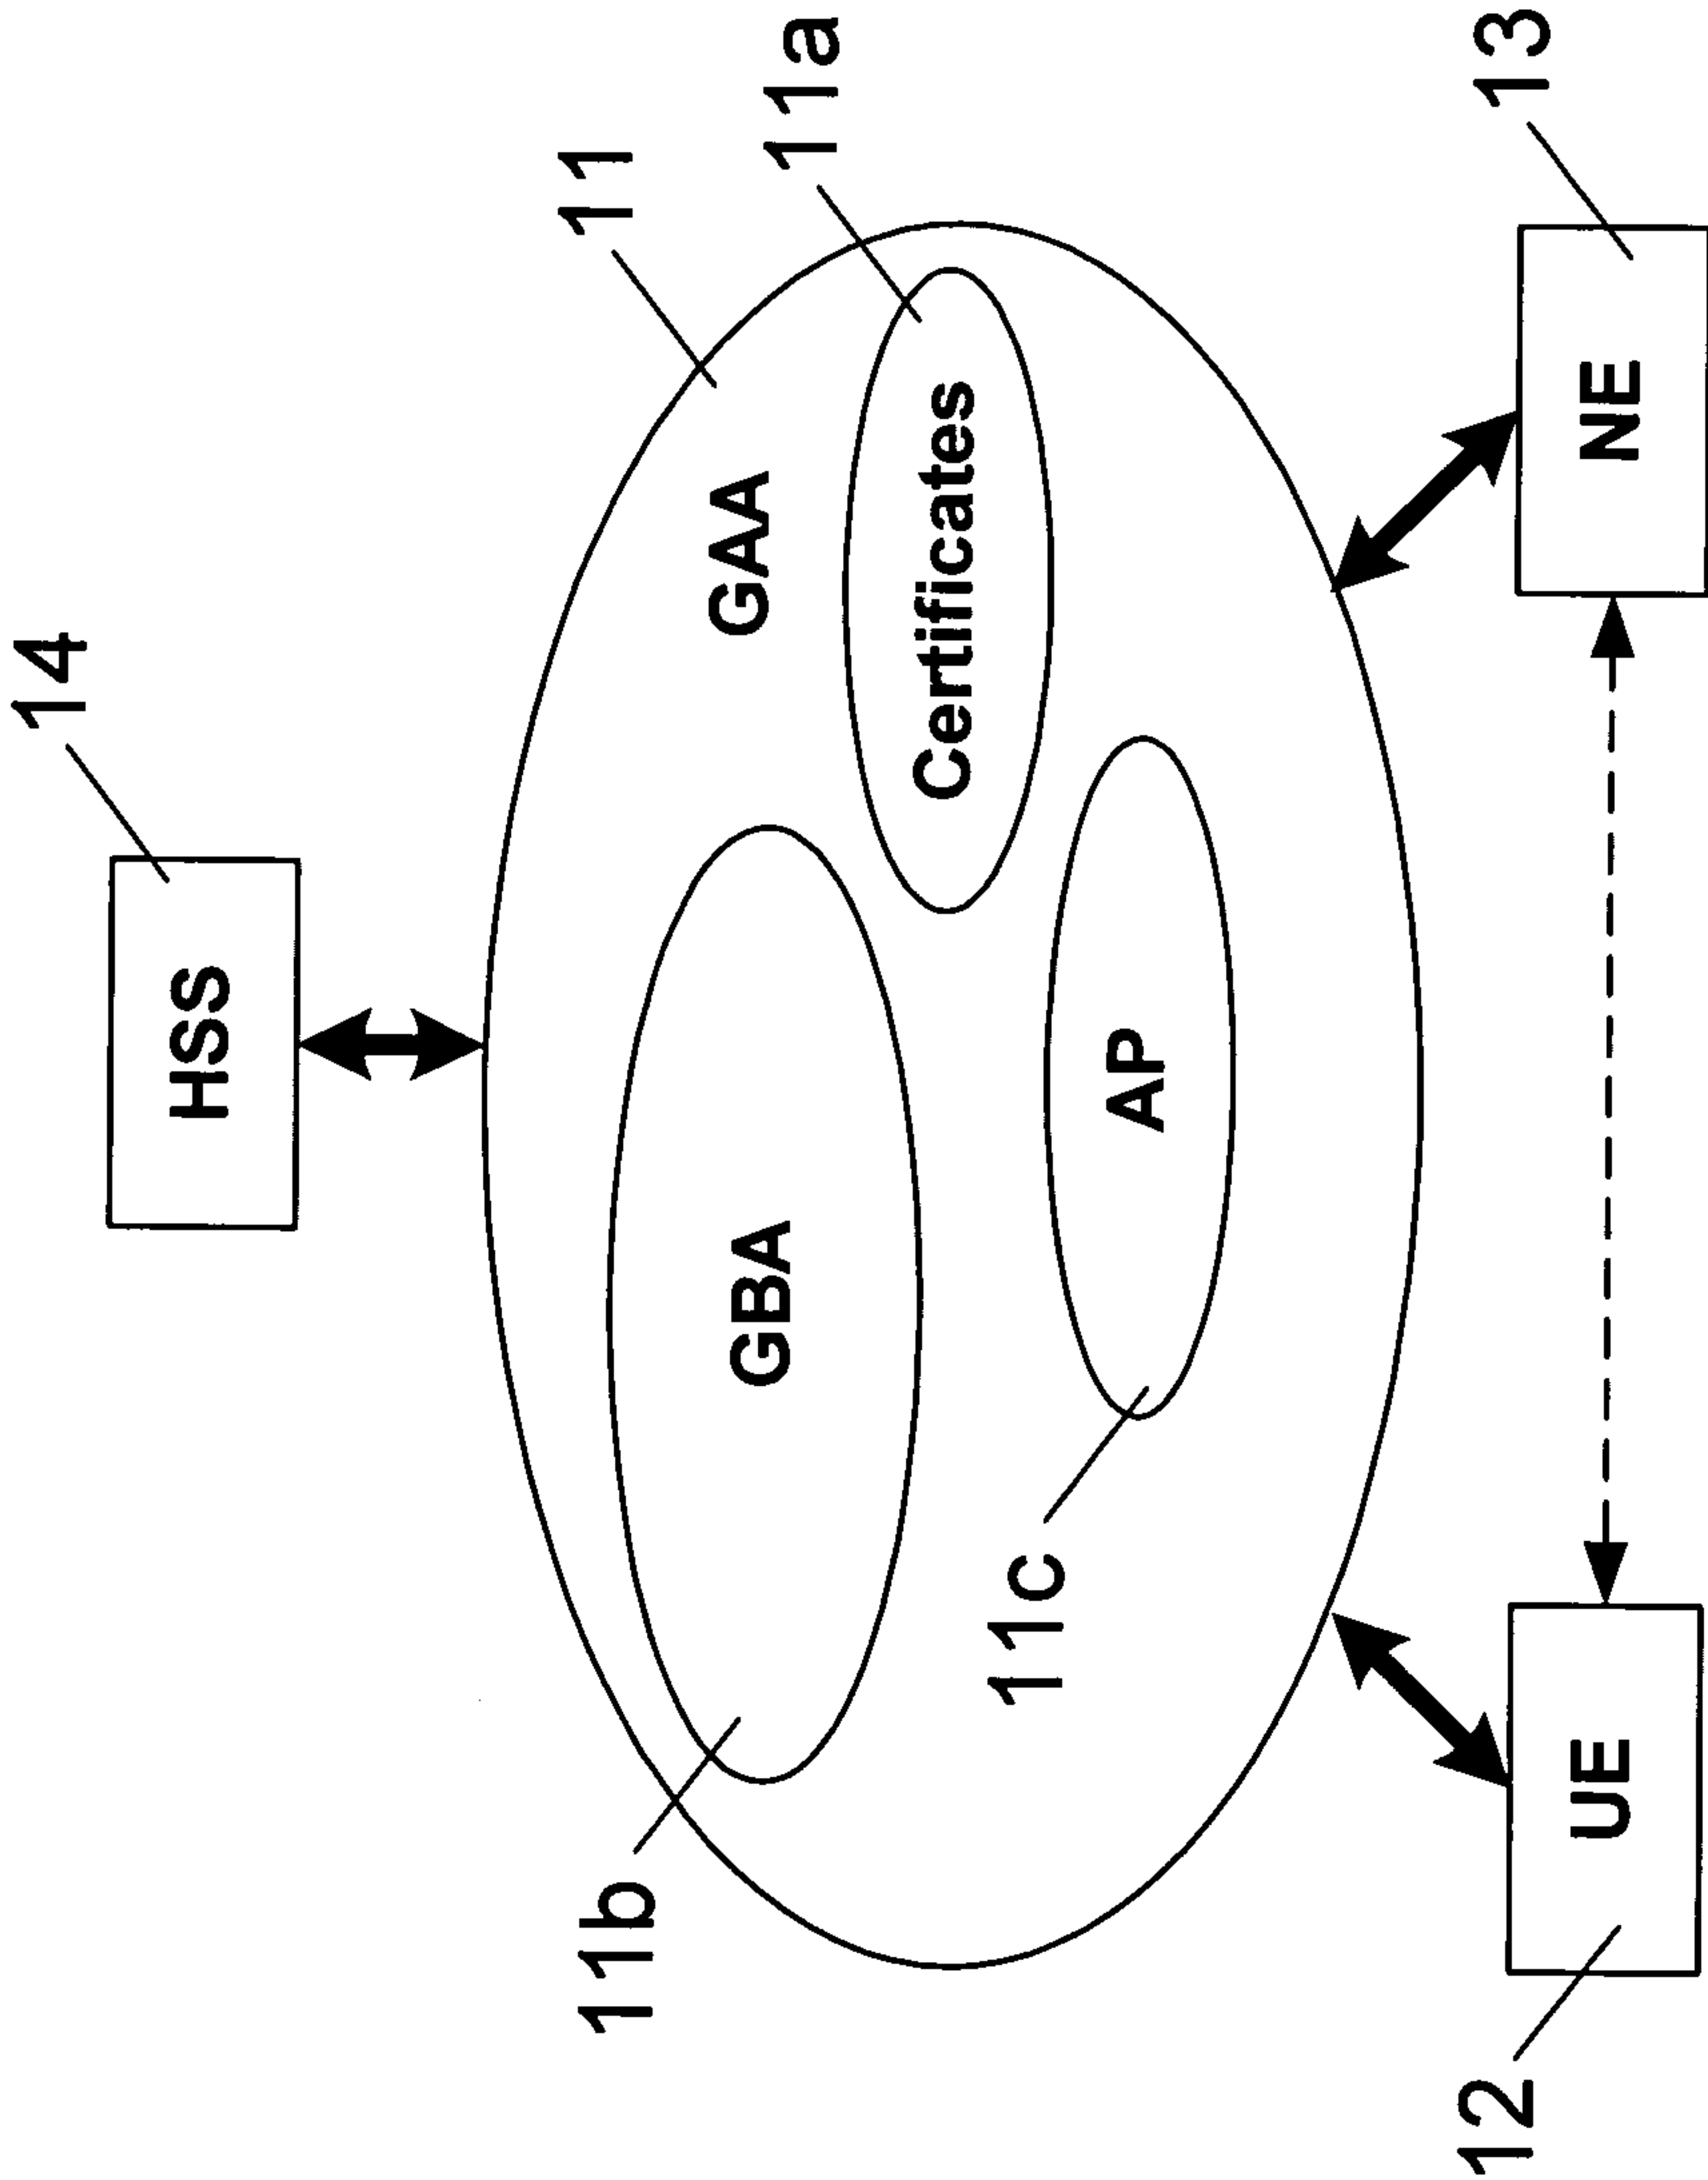 14
HSS
11b
11
GBA
GAA
11a
Certificates
11c
AP
12
13
UE
NE